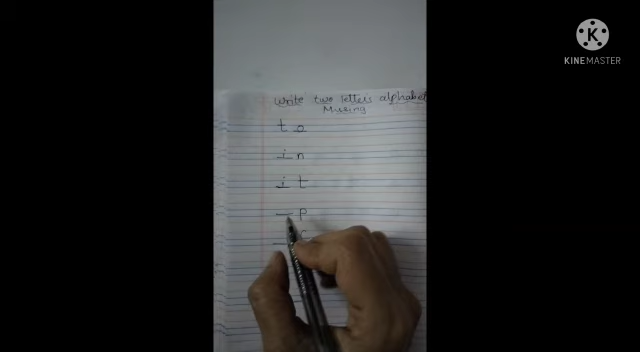 KINEMASTER
Write two letters alphabet
Missing
t o
i n
i t
_ p